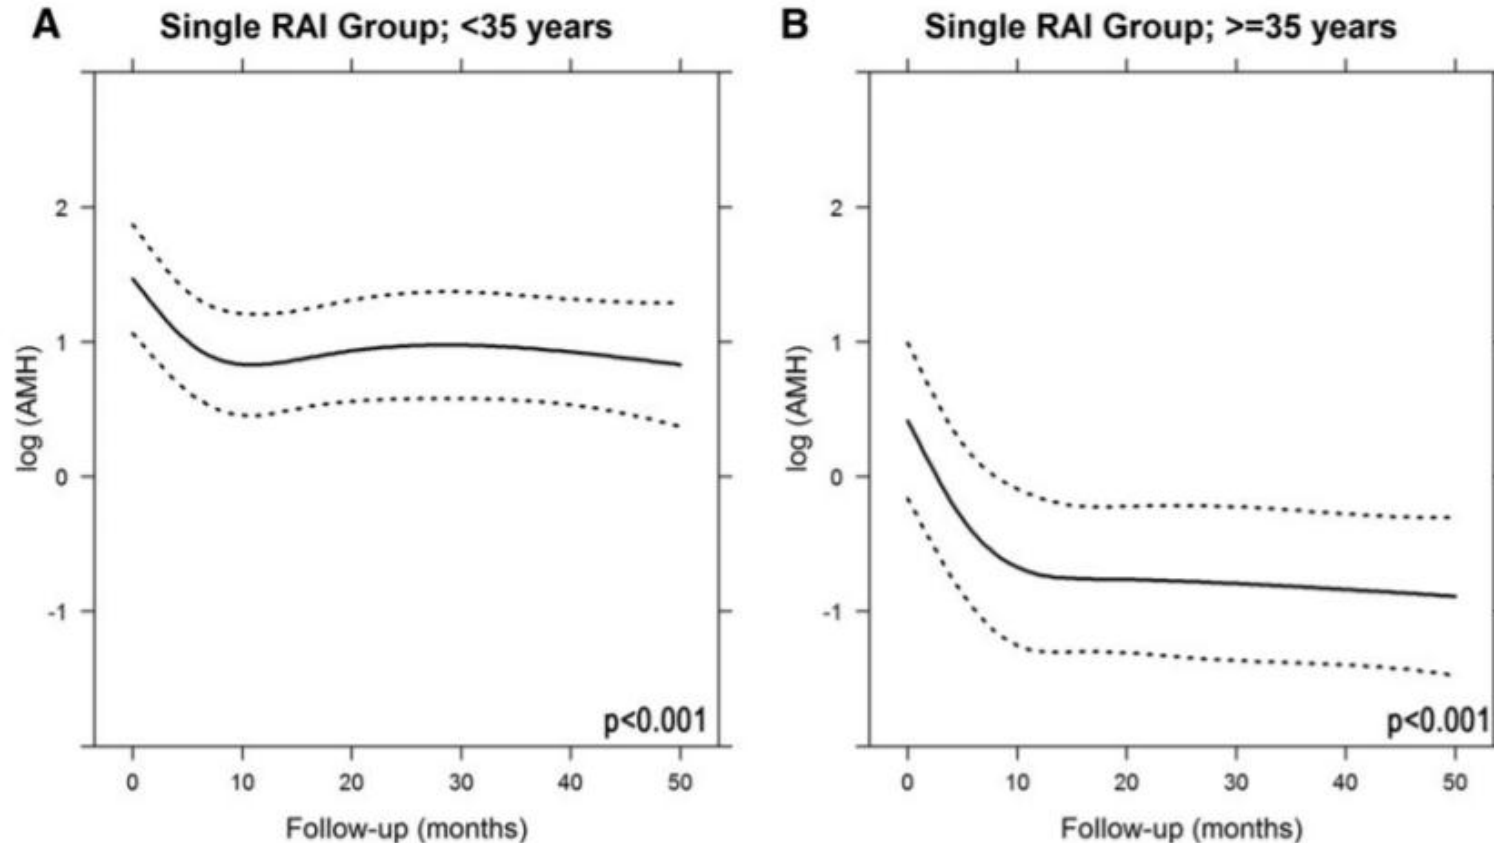 A Single RAI Group; <35 years
2
1
0
-1
log (AMH)
p<0.001
0 10 20 30 40 50
Follow-up (months)
B Single RAI Group; >=35 years
2
1
0
-1
log (AMH)
p<0.001
0 10 20 30 40 50
Follow-up (months)